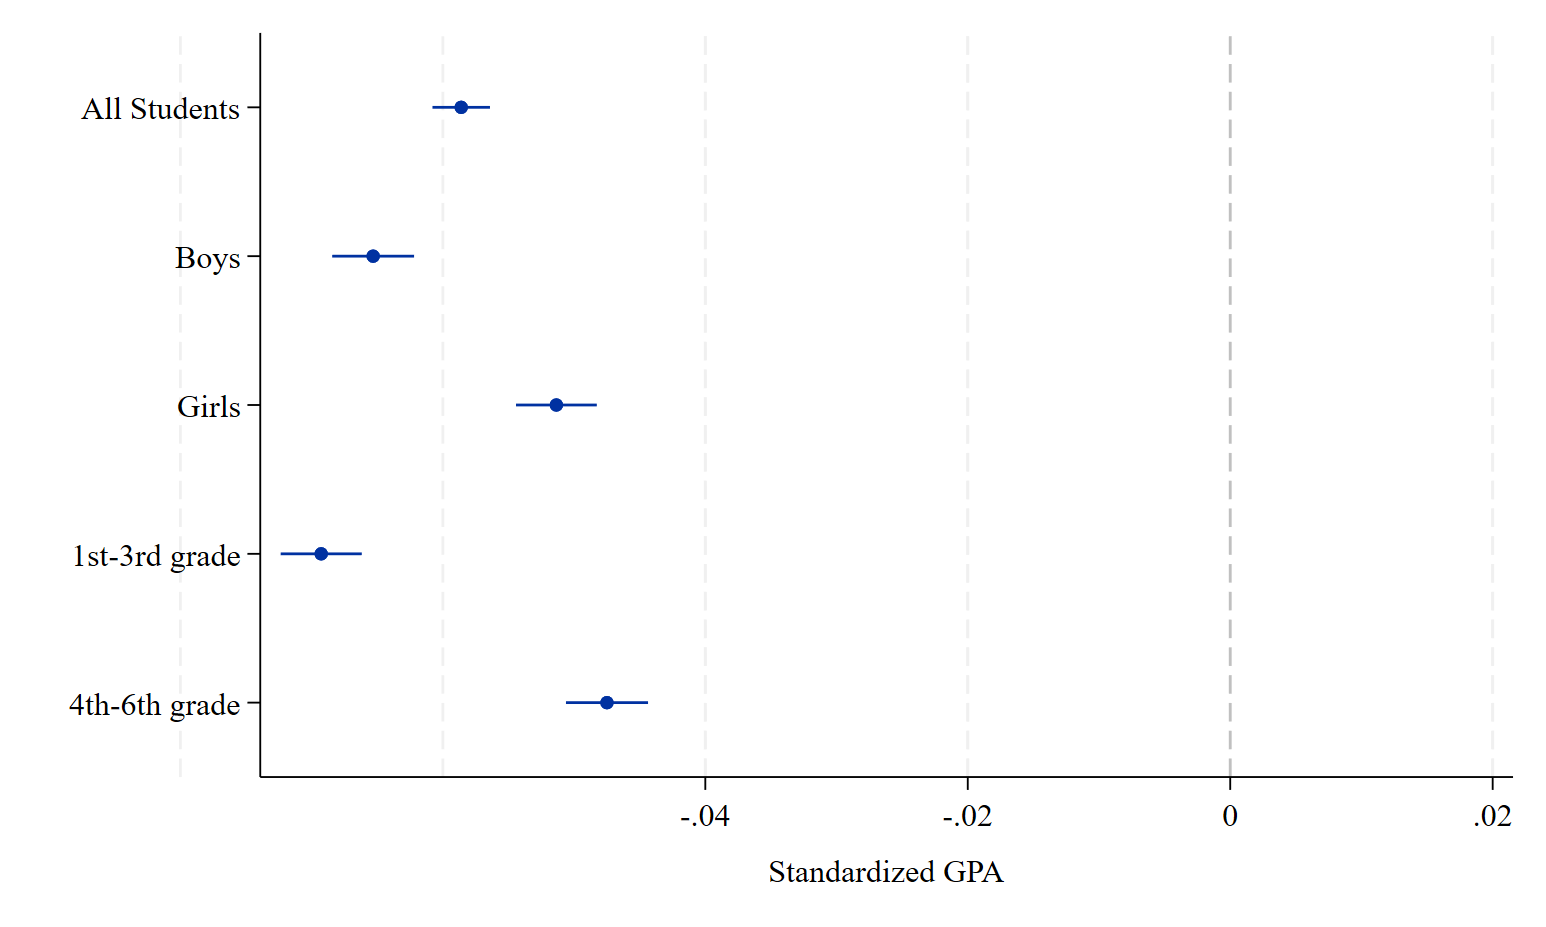 All Students
Boys
Girls
1st-3rd grade
4th-6th grade
-.04 -.02 0 .02
Standardized GPA